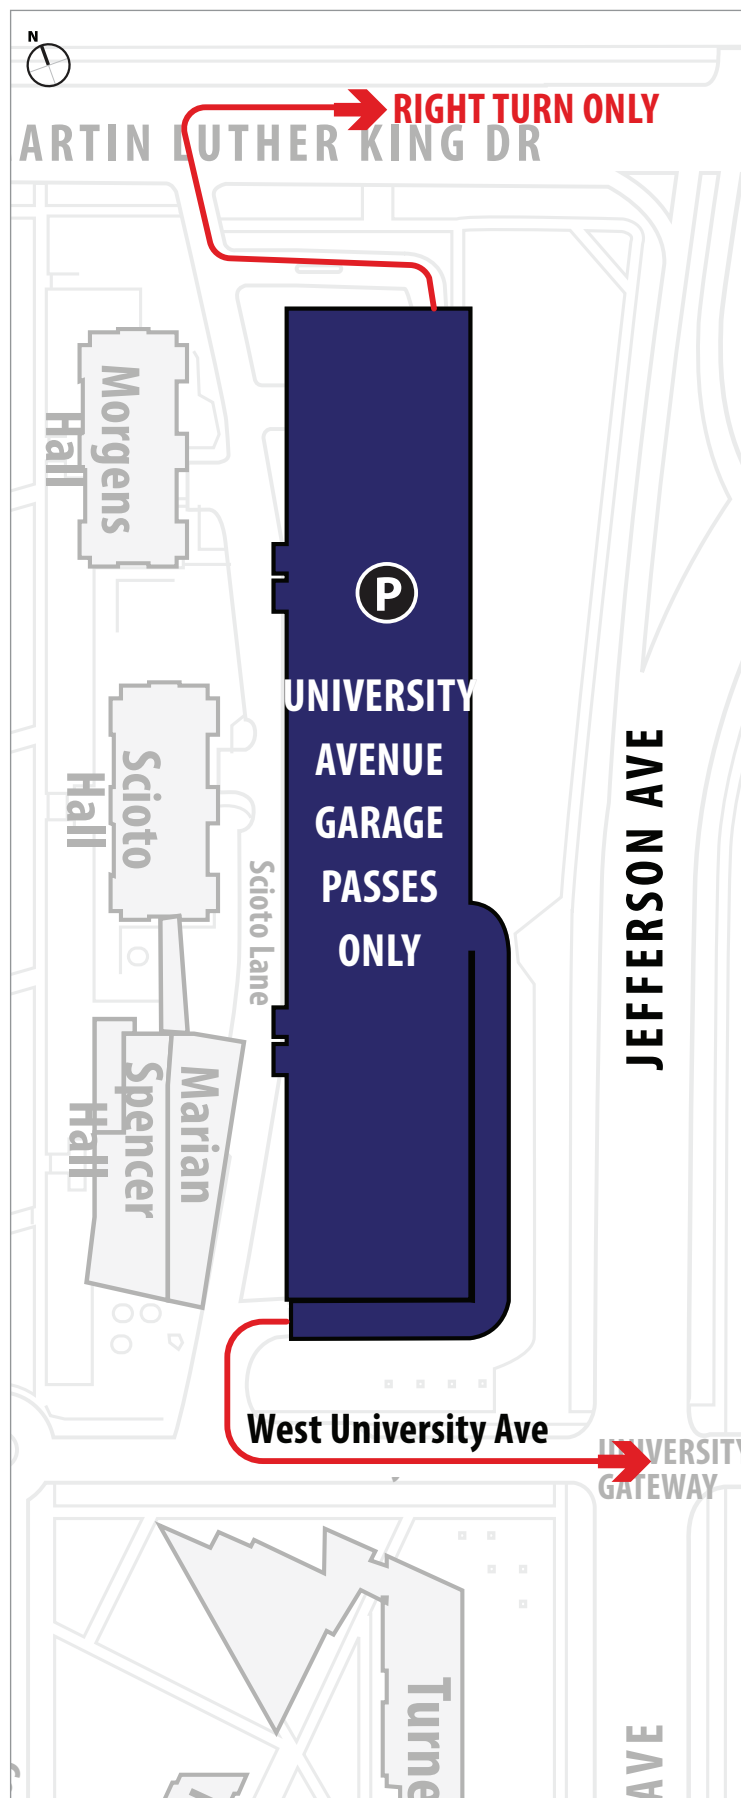 N
RIGHT TURN ONLY
ARTIN LUTHER KING DR
Morgens
Hall
P
UNIVERSITY
AVENUE
GARAGE
PASSES
ONLY
JEFFERSON AVE
Scioto
Hall
Scioto Lane
Marian
Spencer
Hall
West University Ave
UNIVERSITY
GATEWAY
Turne
AVE